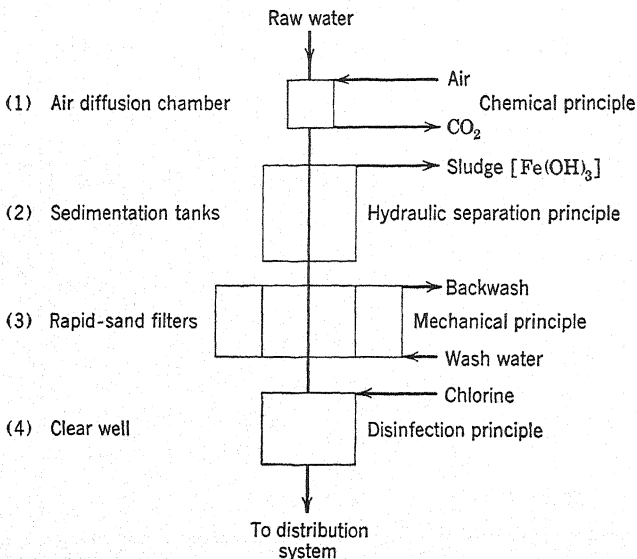 Raw water
Air
(1) Air diffusion chamber
Chemical principle
CO₂
Sludge [Fe(OH)₃]
(2) Sedimentation tanks
Hydraulic separation principle
Backwash
(3) Rapid-sand filters
Mechanical principle
Wash water
Chlorine
(4) Clear well
Disinfection principle
To distribution
system